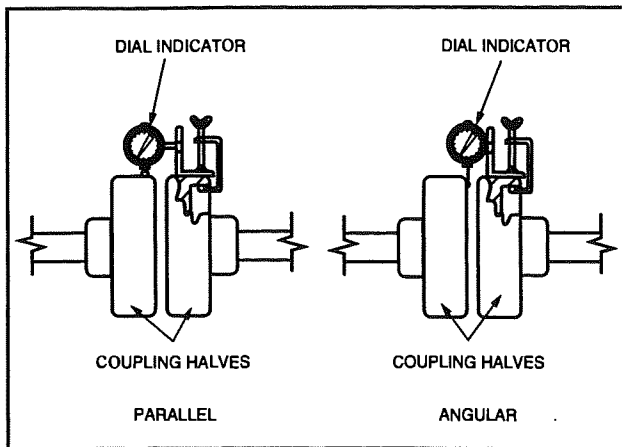 DIAL INDICATOR
DIAL INDICATOR
COUPLING HALVES
COUPLING HALVES
PARALLEL
ANGULAR